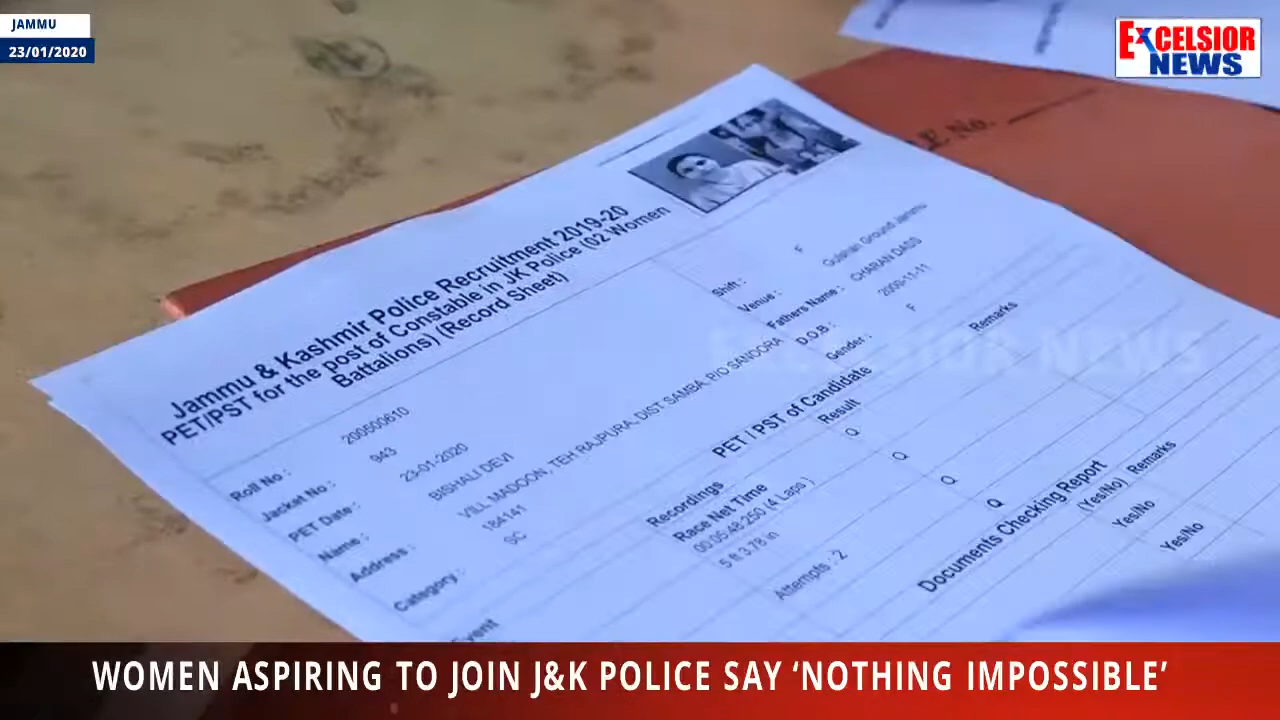 JAMMU
23/01/2020
EXCELSIOR
NEWS
E No.
Jammu & Kashmir Police Recruitment 2019-20
PET/PST for the post of Constable in JK Police (02 Women
Battalions) (Record Sheet)
Roll No : 200500610 Shift : F
Jacket No : 943 Venue : Gulshan Ground Jammu
PET Date : 23-01-2020 Fathers Name : CHARAN DASS
Name : BISHALI DEVI D.O.B : 2000-11-11
Address : VILL MADOON, TEH RAJPURA, DIST SAMBA, P/O SANDORA Gender : F
184141
Category : SC
PET / PST of Candidate
Event Recordings Result Remarks
Race Net Time Q
00:05:48.250 (4 Laps ) Q
5 ft 3.78 in Q
Attempts : 2 Q
Documents Checking Report
(Yes/No) Remarks
Yes/No
Yes/No
EXCELSIOR NEWS
WOMEN ASPIRING TO JOIN J&K POLICE SAY ‘NOTHING IMPOSSIBLE’